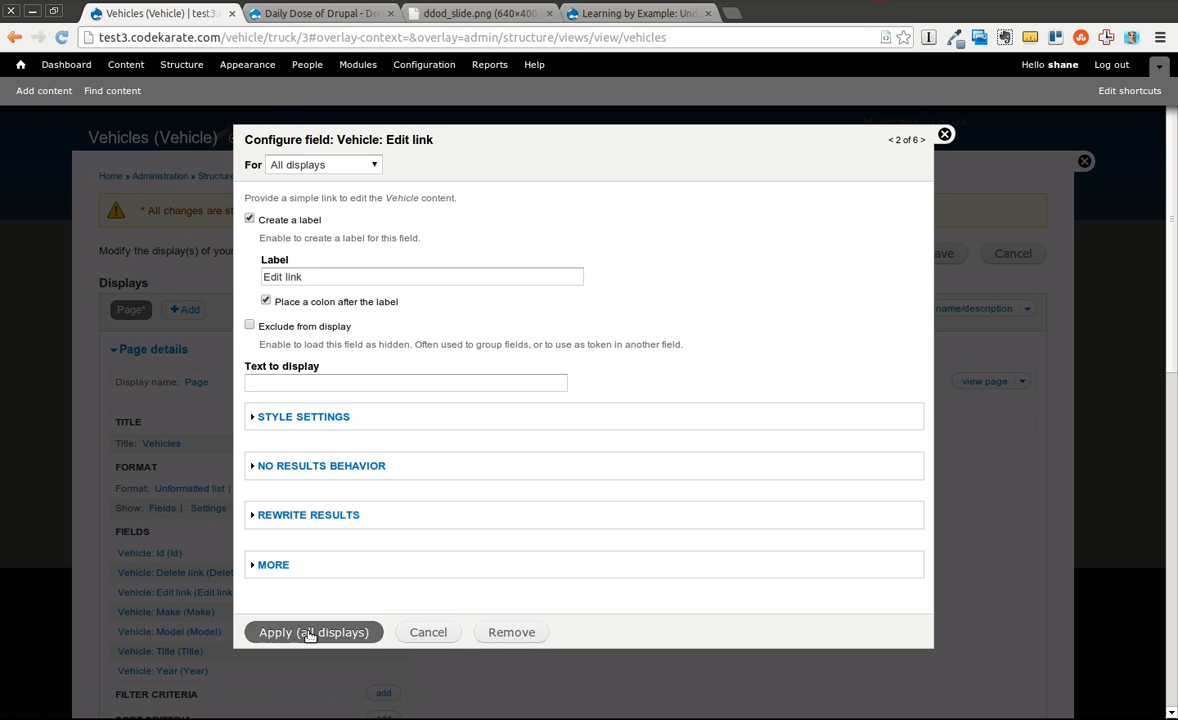 Vehicles (Vehicle) | test3.
Daily Dose of Drupal - Dr
ddod_slide.png (640×400
Learning by Example: Und
test3.codekarate.com/vehicle/truck/3#overlay-context=&overlay=admin/structure/views/view/vehicles
Dashboard Content Structure Appearance People Modules Configuration Reports Help Hello shane Log out
Add content Find content Edit shortcuts
Vehicles (Vehicle)
Configure field: Vehicle: Edit link
< 2 of 6 >
For All displays
Home » Administration » Structure
Provide a simple link to edit the Vehicle content.
* All changes are st
Create a label
Enable to create a label for this field.
Modify the display(s) of your
ave Cancel
Label
Edit link
Displays
Place a colon after the label
Page* + Add
name/description
Exclude from display
Enable to load this field as hidden. Often used to group fields, or to use as token in another field.
Page details
Text to display
Display name: Page
view page
TITLE
STYLE SETTINGS
Title: Vehicles
FORMAT
NO RESULTS BEHAVIOR
Format: Unformatted list |
Show: Fields | Settings
REWRITE RESULTS
FIELDS
Vehicle: Id (Id)
MORE
Vehicle: Delete link (Delet
Vehicle: Edit link (Edit link
Vehicle: Make (Make)
Vehicle: Model (Model)
Apply (all displays) Cancel Remove
Vehicle: Title (Title)
Vehicle: Year (Year)
FILTER CRITERIA add